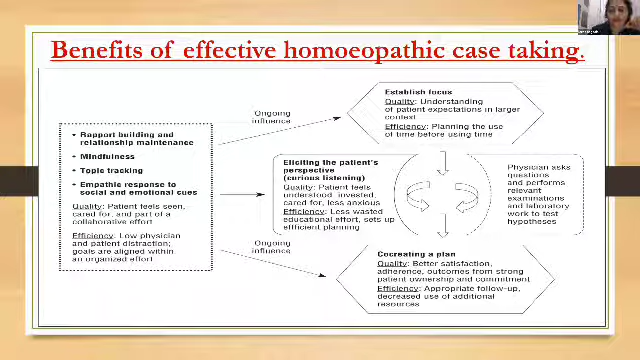 Benefits of effective homoeopathic case taking.
• Rapport building and
relationship maintenance
• Mindfulness
• Topic tracking
• Empathic response to
social and emotional cues
Quality: Patient feels seen,
cared for, and part of a
collaborative effort
Efficiency: Low physician
and patient distraction;
goals are aligned within
an organized effort
Ongoing
influence
Ongoing
influence
Establish focus
Quality: Understanding
of patient expectations in larger
context
Efficiency: Planning the use
of time before using time
Eliciting the patient's
perspective
(curious listening)
Quality: Patient feels
understood, invested,
cared for, less anxious
Efficiency: Less wasted
educational effort, sets up
efficient planning
Physician asks
questions
and performs
relevant
examinations
and laboratory
work to test
hypotheses
Cocreating a plan
Quality: Better satisfaction,
adherence, outcomes from strong
patient ownership and commitment
Efficiency: Appropriate follow-up,
decreased use of additional
resources